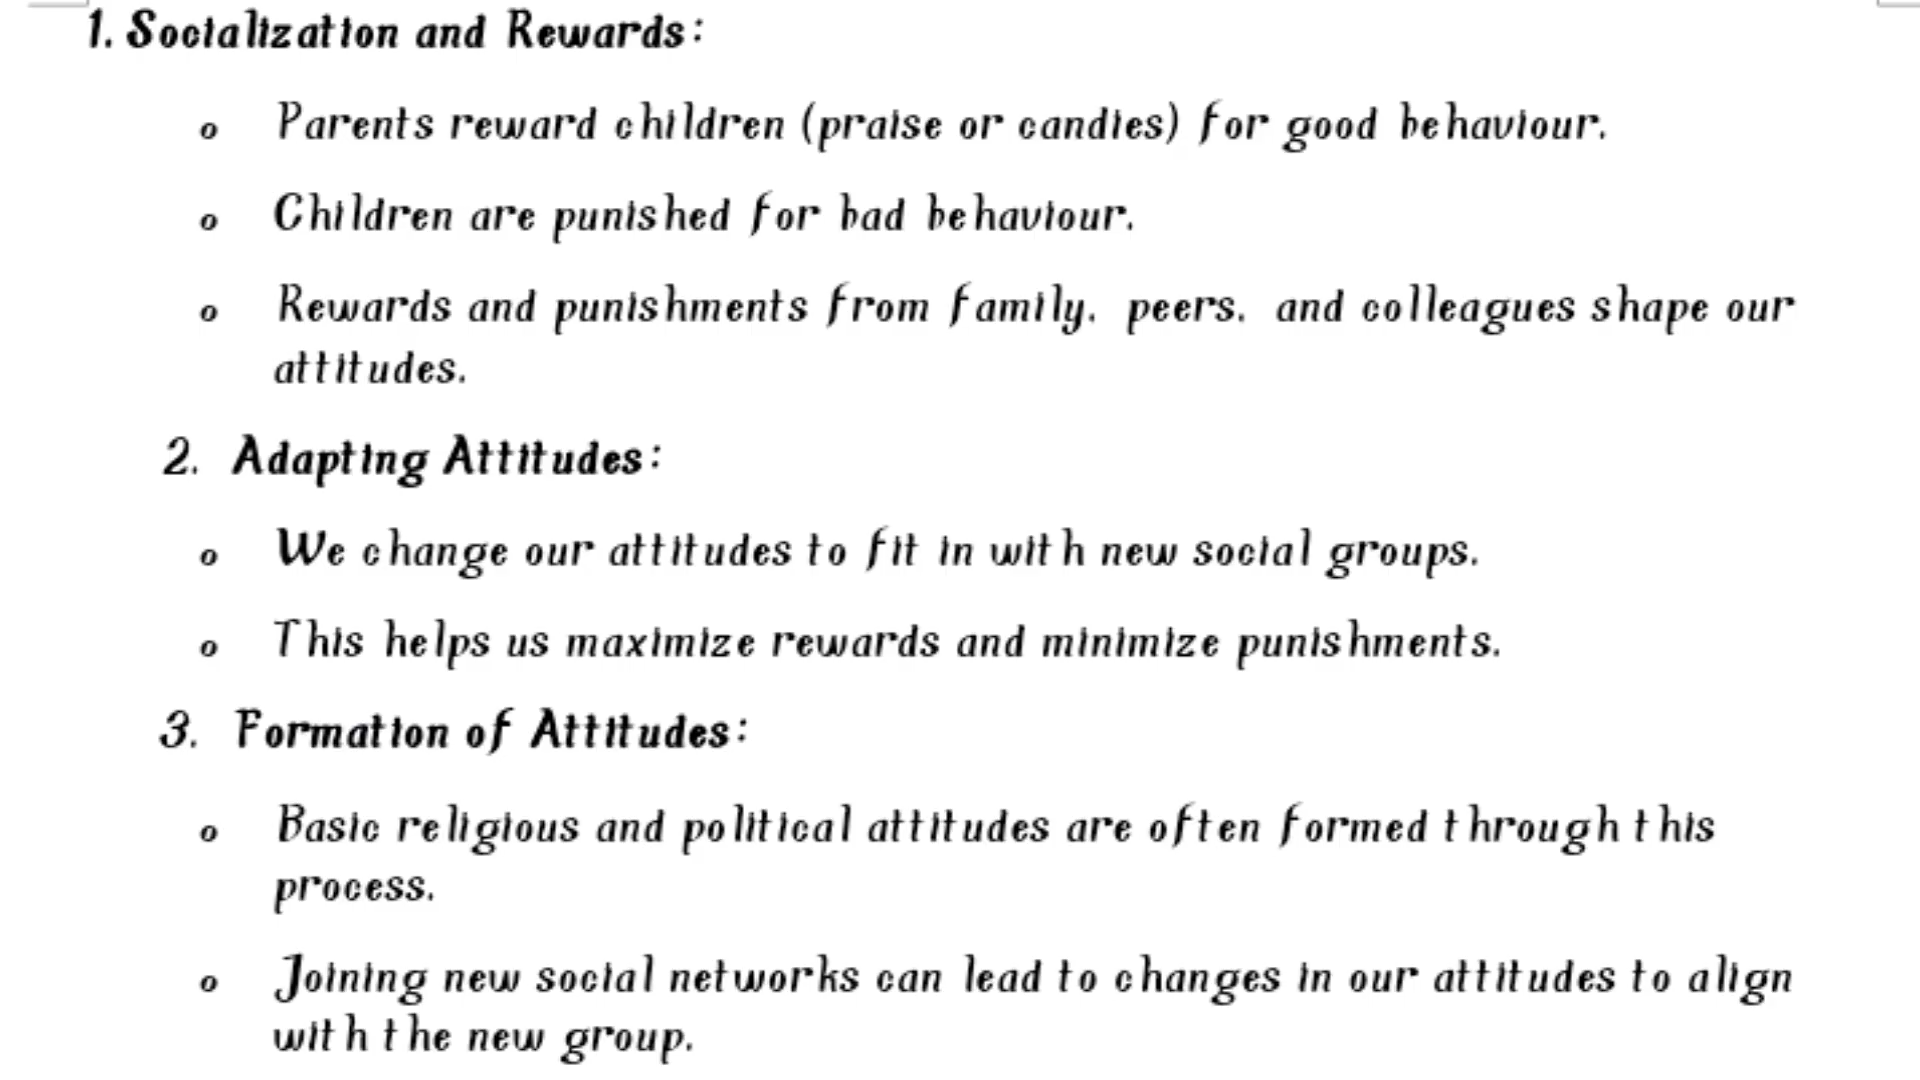 1. Socialization and Rewards:
o Parents reward children (praise or candies) for good behaviour.
o Children are punished for bad behaviour.
o Rewards and punishments from family, peers, and colleagues shape our
attitudes.
2. Adapting Attitudes:
o We change our attitudes to fit in with new social groups.
o This helps us maximize rewards and minimize punishments.
3. Formation of Attitudes:
o Basic religious and political attitudes are often formed through this
process.
o Joining new social networks can lead to changes in our attitudes to align
with the new group.